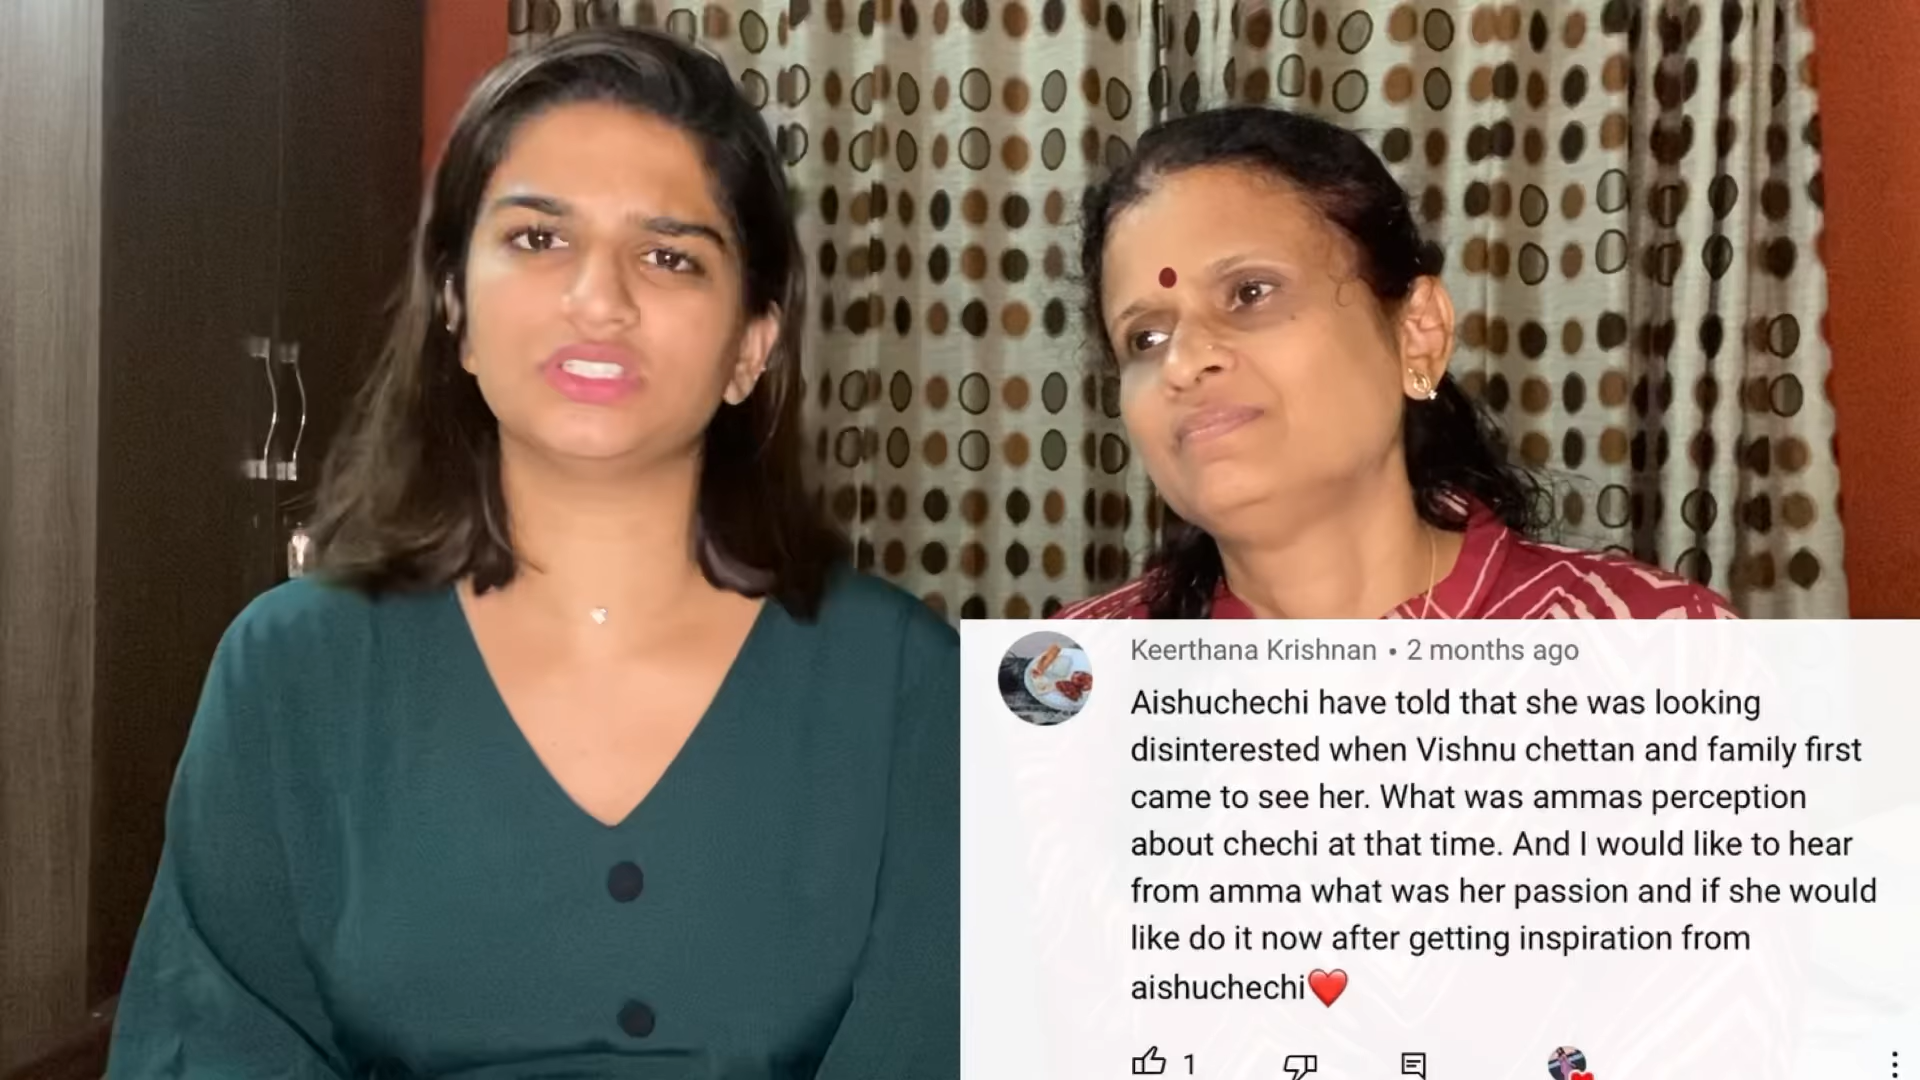 Keerthana Krishnan • 2 months ago
Aishuchechi have told that she was looking
disinterested when Vishnu chettan and family first
came to see her. What was ammas perception
about chechi at that time. And I would like to hear
from amma what was her passion and if she would
like do it now after getting inspiration from
aishuchechi❤️
1